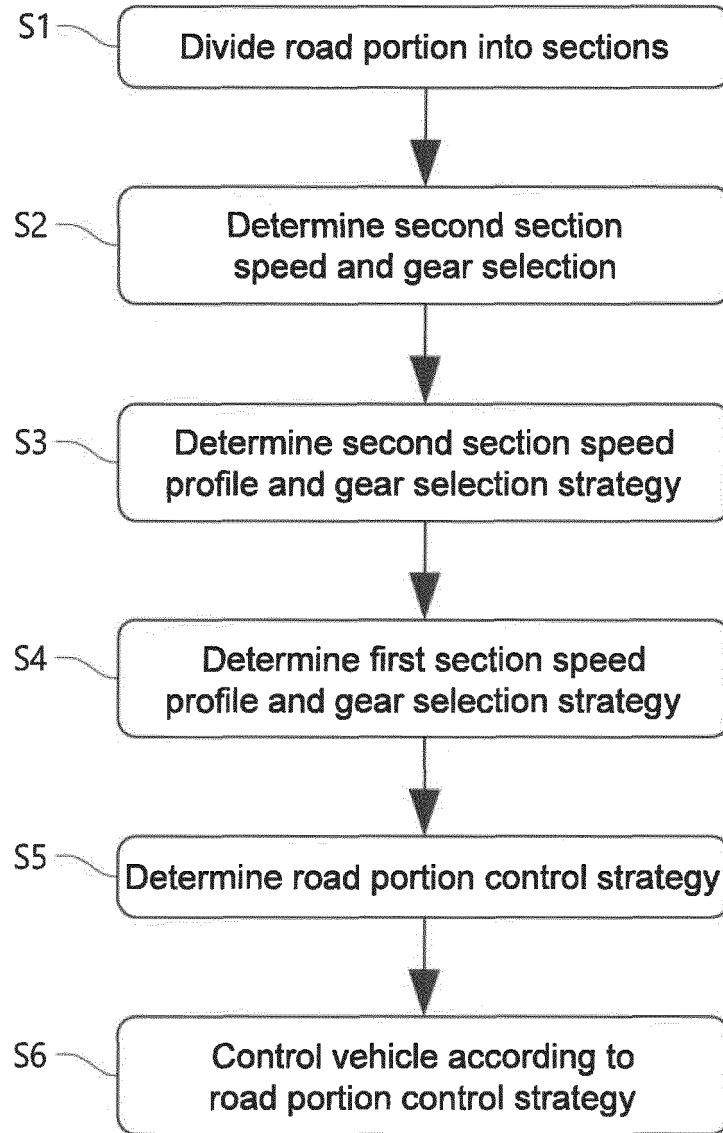 S1
Divide road portion into sections
S2
Determine second section
speed and gear selection
S3
Determine second section speed
profile and gear selection strategy
S4
Determine first section speed
profile and gear selection strategy
S5
Determine road portion control strategy
S6
Control vehicle according to
road portion control strategy